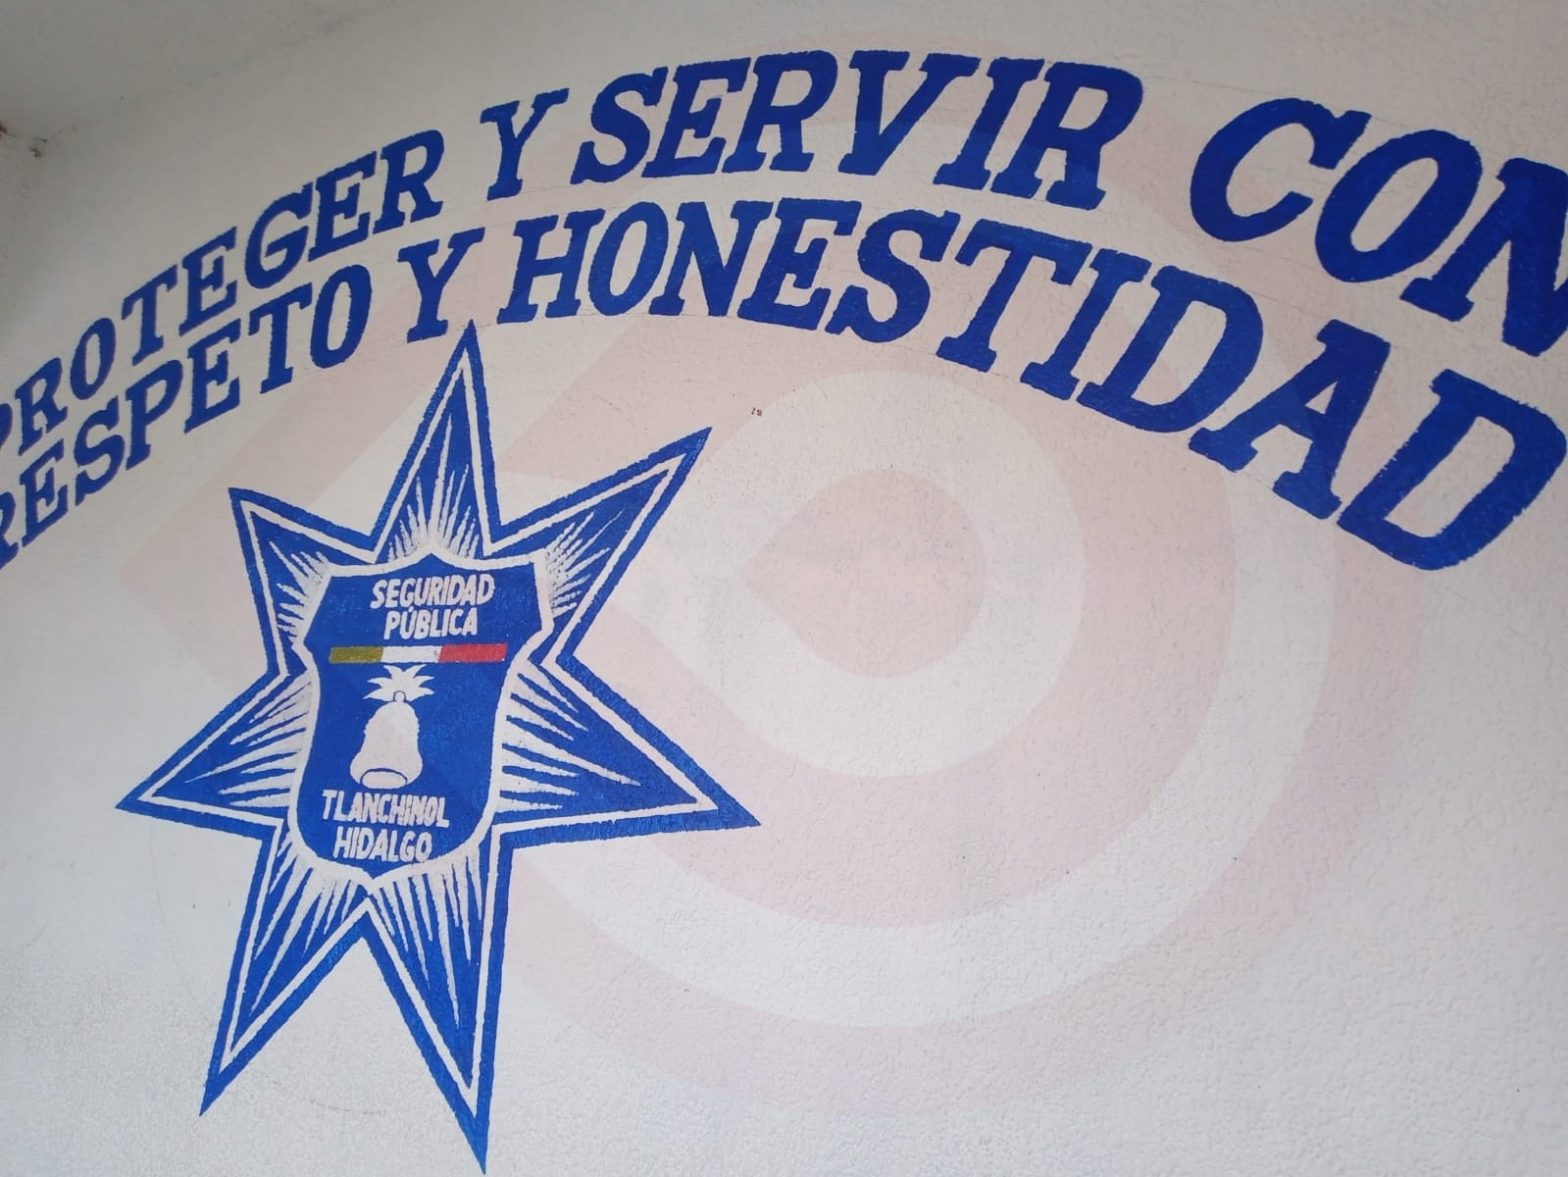 PROTEGER Y SERVIR CON
RESPETO Y HONESTIDAD
SEGURIDAD
PÚBLICA
TLANCHINOL
HIDALGO